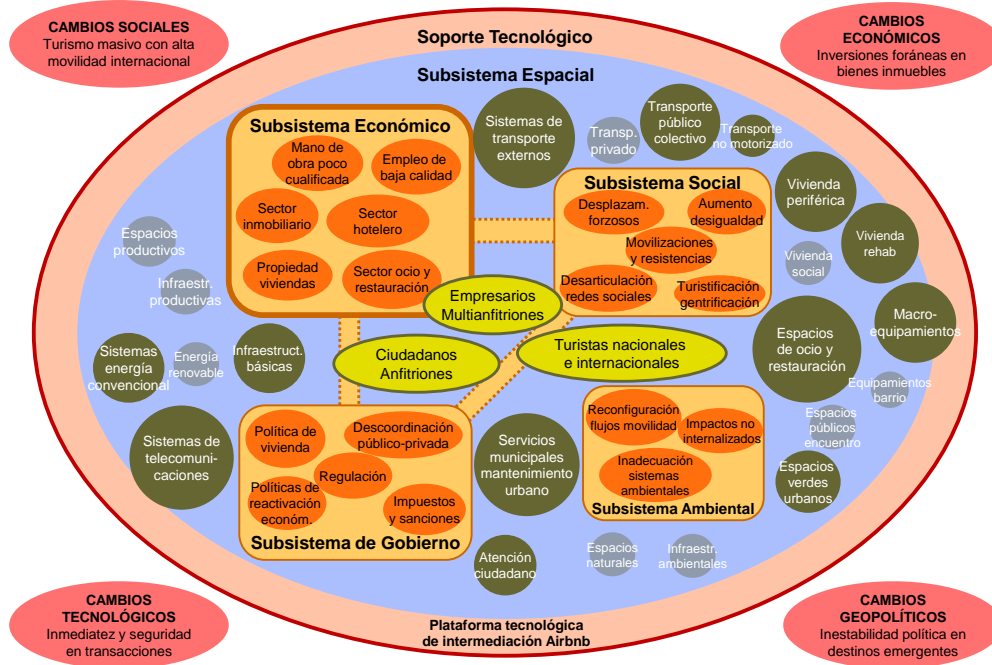 CAMBIOS SOCIALES
Turismo masivo con alta
movilidad internacional
CAMBIOS
ECONÓMICOS
Inversiones foráneas en
bienes inmuebles
Soporte Tecnológico
Subsistema Espacial
Subsistema Económico
Mano de
obra poco
cualificada
Empleo de
baja calidad
Sector
inmobiliario
Sector
hotelero
Propiedad
viviendas
Sector ocio y
restauración
Sistemas de
transporte
externos
Transp.
privado
Transporte
público
colectivo
Transporte
no motorizado
Subsistema Social
Desplazam.
forzosos
Aumento
desigualdad
Movilizaciones
y resistencias
Desarticulación
redes sociales
Turistificación
gentrificación
Vivienda
periférica
Vivienda
rehab
Vivienda
social
Espacios
productivos
Infraestr.
productivas
Empresarios
Multianfitriones
Ciudadanos
Anfitriones
Turistas nacionales
e internacionales
Espacios
de ocio y
restauración
Macro-
equipamientos
Equipamientos
barrio
Espacios
públicos
encuentro
Espacios
verdes
urbanos
Sistemas
energía
convencional
Energía
renovable
Infraestruct.
básicas
Sistemas de
telecomuni-
caciones
Política de
vivienda
Descoordinación
público-privada
Regulación
Políticas de
reactivación
económ.
Impuestos
y sanciones
Subsistema de Gobierno
Servicios
municipales
mantenimiento
urbano
Reconfiguración
flujos movilidad
Impactos no
internalizados
Inadecuación
sistemas
ambientales
Subsistema Ambiental
Atención
ciudadano
Espacios
naturales
Infraestr.
ambientales
Plataforma tecnológica
de intermediación Airbnb
CAMBIOS
TECNOLÓGICOS
Inmediatez y seguridad
en transacciones
CAMBIOS
GEOPOLÍTICOS
Inestabilidad política en
destinos emergentes